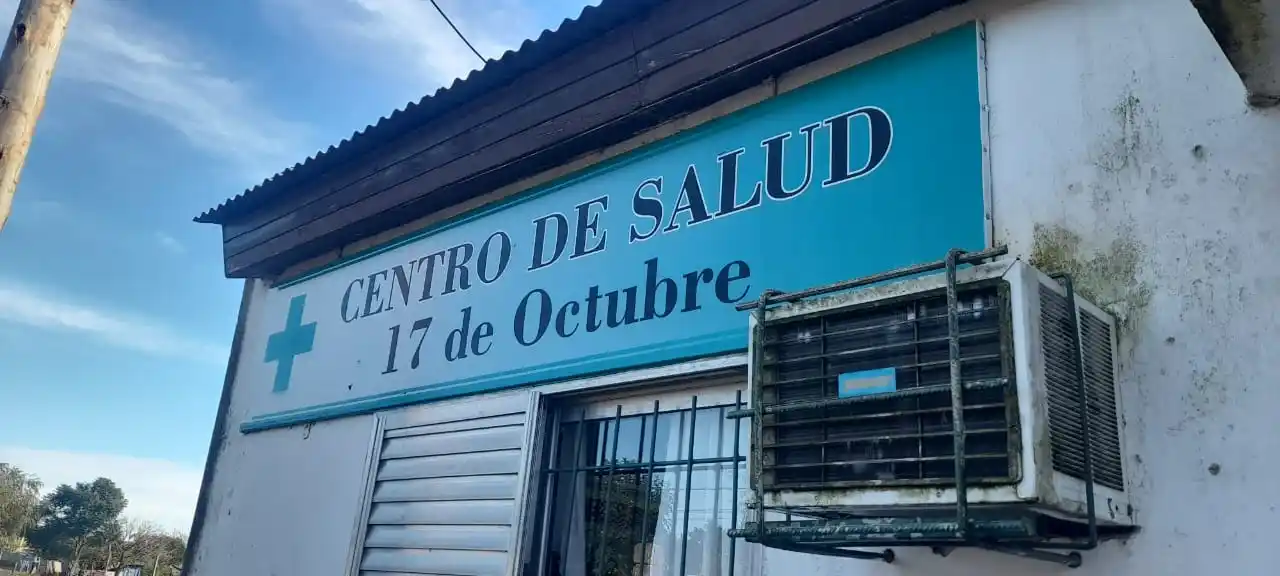 CENTRO DE SALUD
17 de Octubre